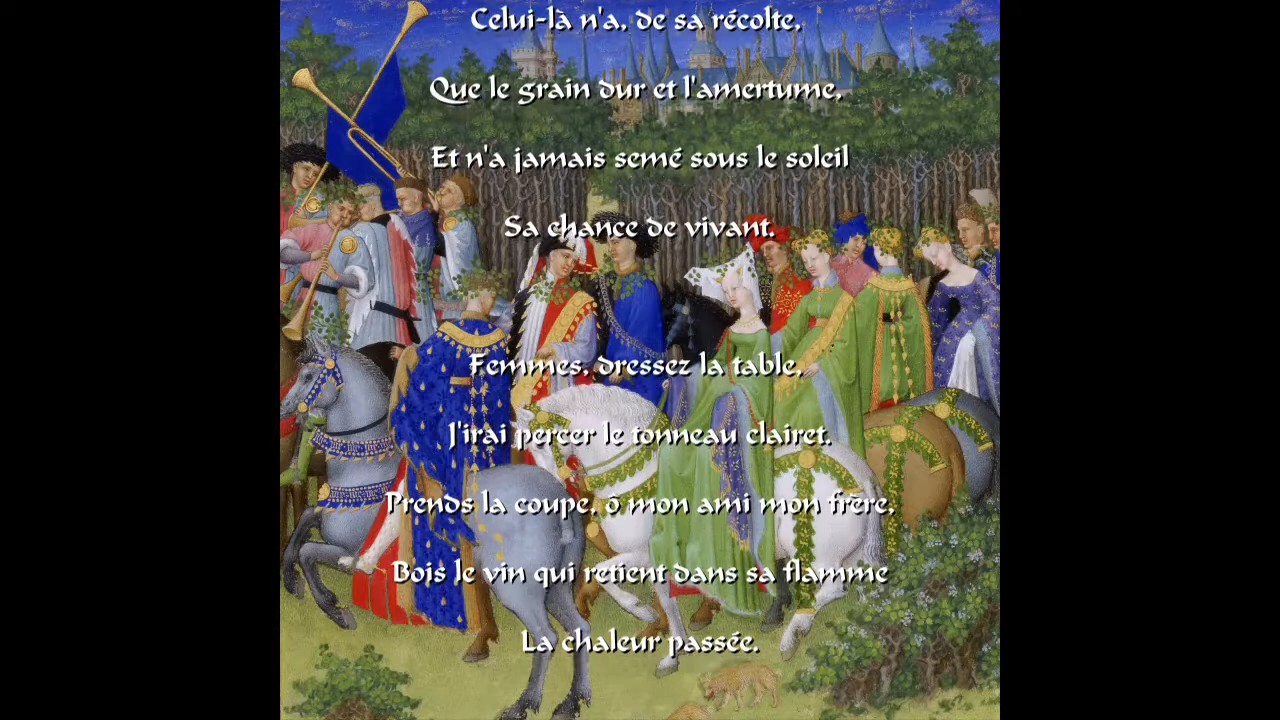 Celui-là n'a, de sa récolte,
Que le grain dur et l'amertume,
Et n'a jamais semé sous le soleil
Sa chance de vivant.
Femmes, dressez la table,
J'irai percer le tonneau clairet.
Prends la coupe, ô mon ami mon frère,
Bois le vin qui retient dans sa flamme
La chaleur passée.